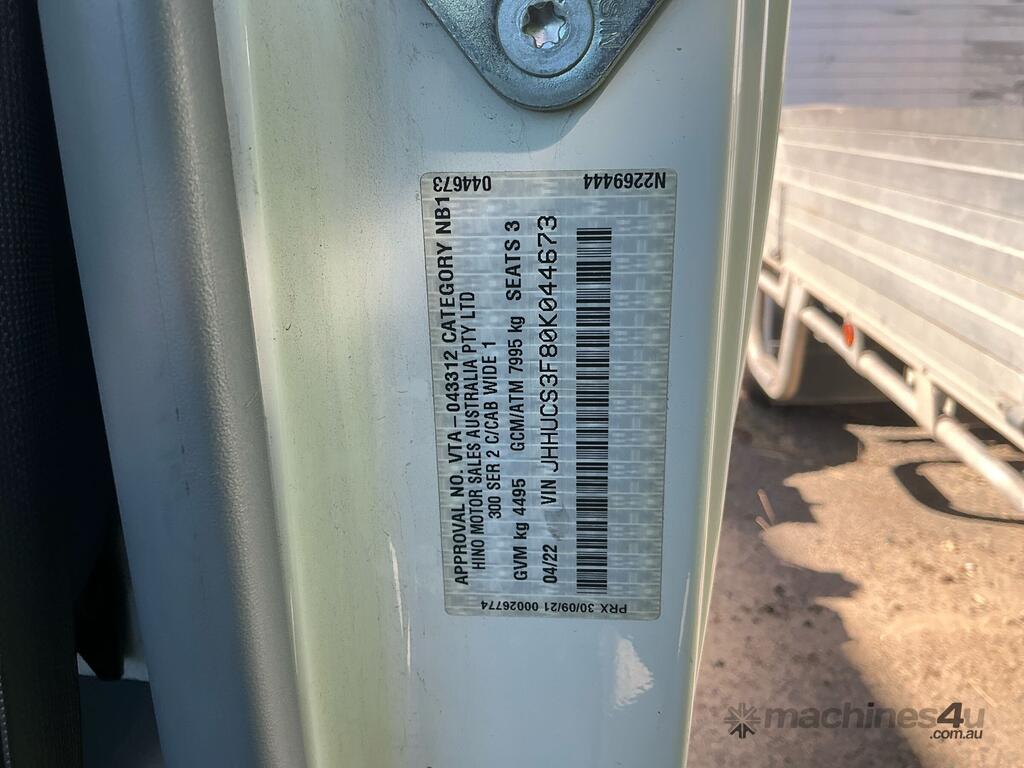 APPROVAL NO. VTA-043312 CATEGORY NB1
HINO MOTOR SALES AUSTRALIA PTY LTD
300 SER 2 C/CAB WIDE 1
GVM kg 4495 GCM/ATM 7995 kg SEATS 3
04/22 VIN JHHUCS3F80K044673
PRX 30/09/21 00026774
044673
N2269444
machines4u
.com.au